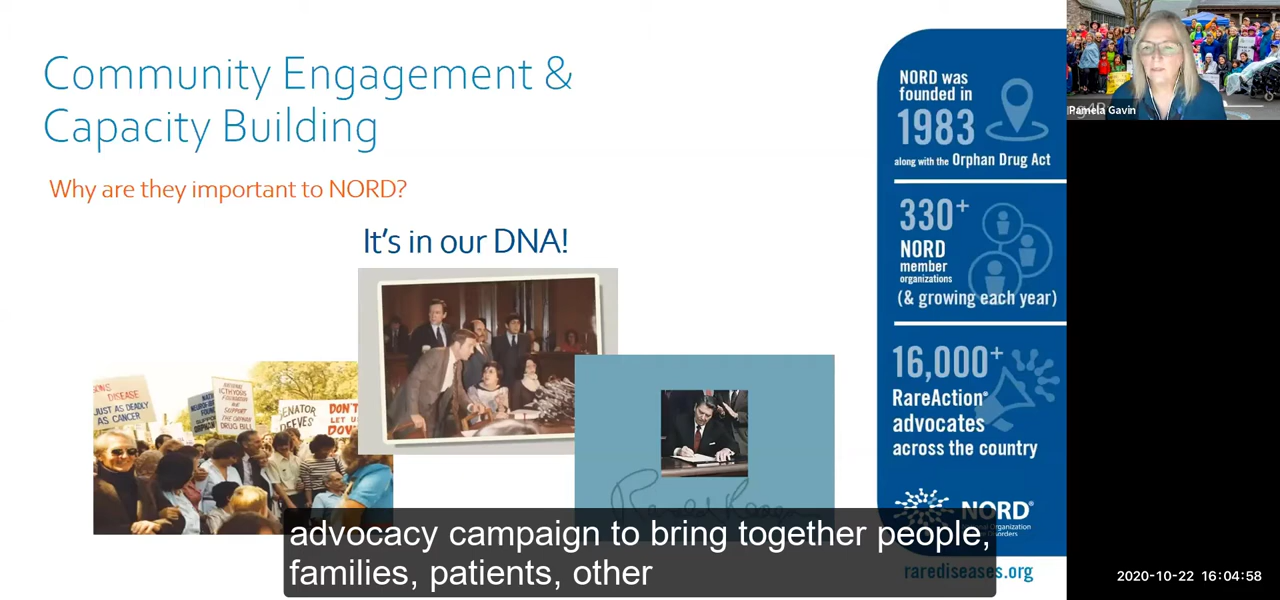 Community Engagement &
Capacity Building
Why are they important to NORD?
It's in our DNA!
DISEASE
JUST AS DEADLY
AS CANCER
NATIONAL
SUPPORT
THE ORPHAN
DRUG BILL
SENATOR
DON'T
LET
NORD was
founded in
1983
along with the Orphan Drug Act
330+
NORD
member
organizations
(& growing each year)
16,000+
RareAction®
advocates
across the country
NORD®
rarediseases.org
Pamela Gavin
advocacy campaign to bring together people,
families, patients, other
2020-10-22 16:04:58